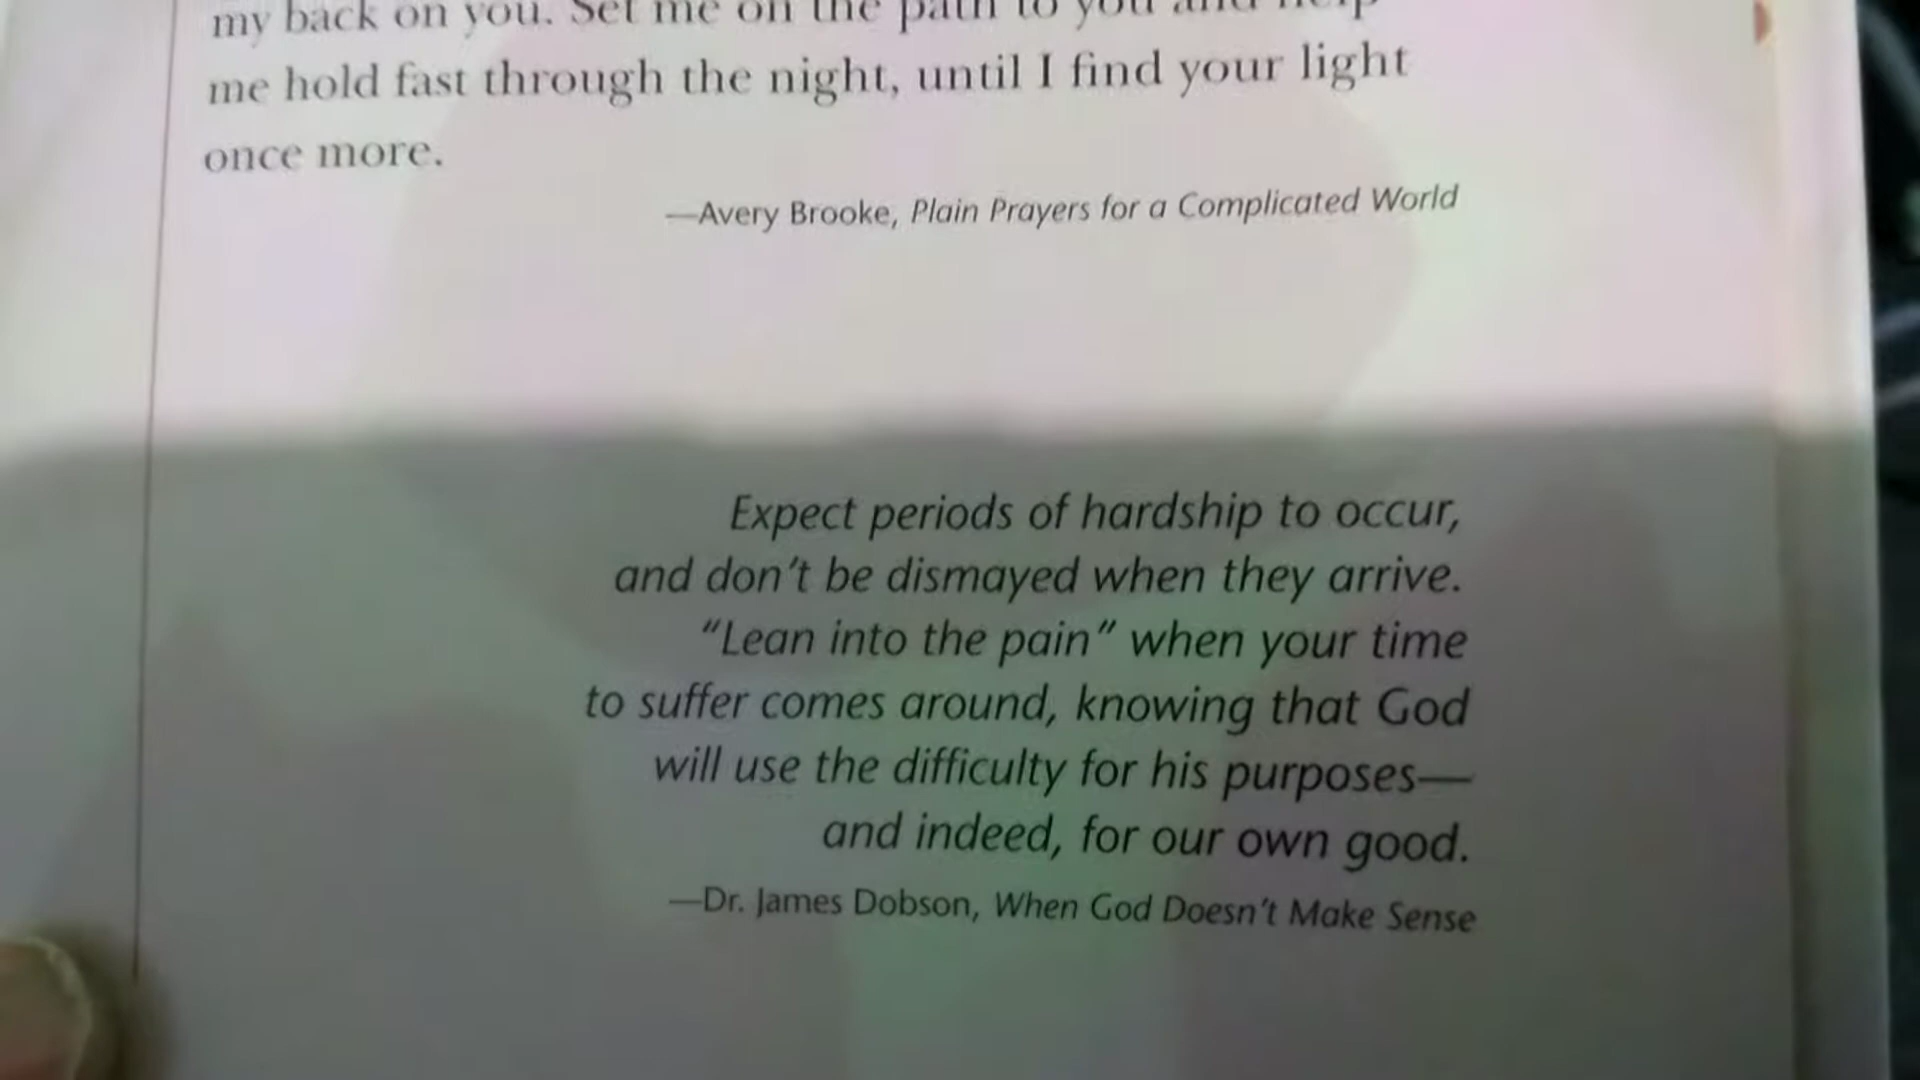 my back on you. Set me on the path to you and help
me hold fast through the night, until I find your light
once more.
—Avery Brooke, Plain Prayers for a Complicated World
Expect periods of hardship to occur,
and don't be dismayed when they arrive.
"Lean into the pain" when your time
to suffer comes around, knowing that God
will use the difficulty for his purposes—
and indeed, for our own good.
—Dr. James Dobson, When God Doesn't Make Sense